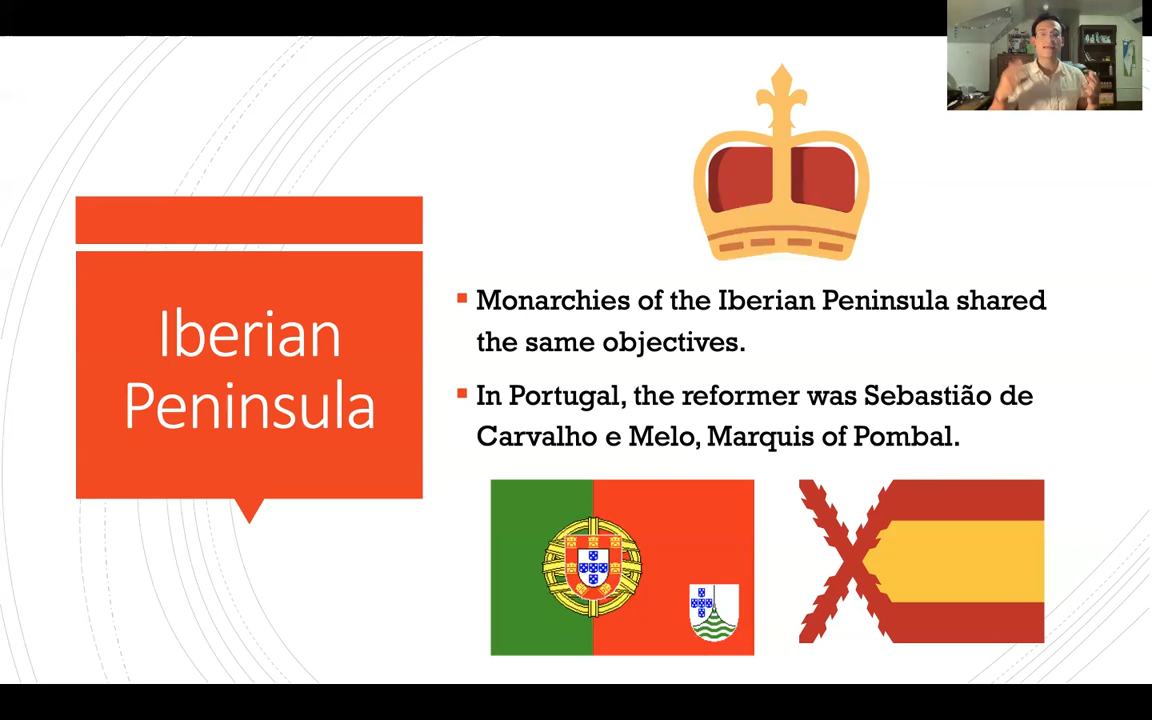 Iberian
Peninsula
Monarchies of the Iberian Peninsula shared
the same objectives.
In Portugal, the reformer was Sebastião de
Carvalho e Melo, Marquis of Pombal.